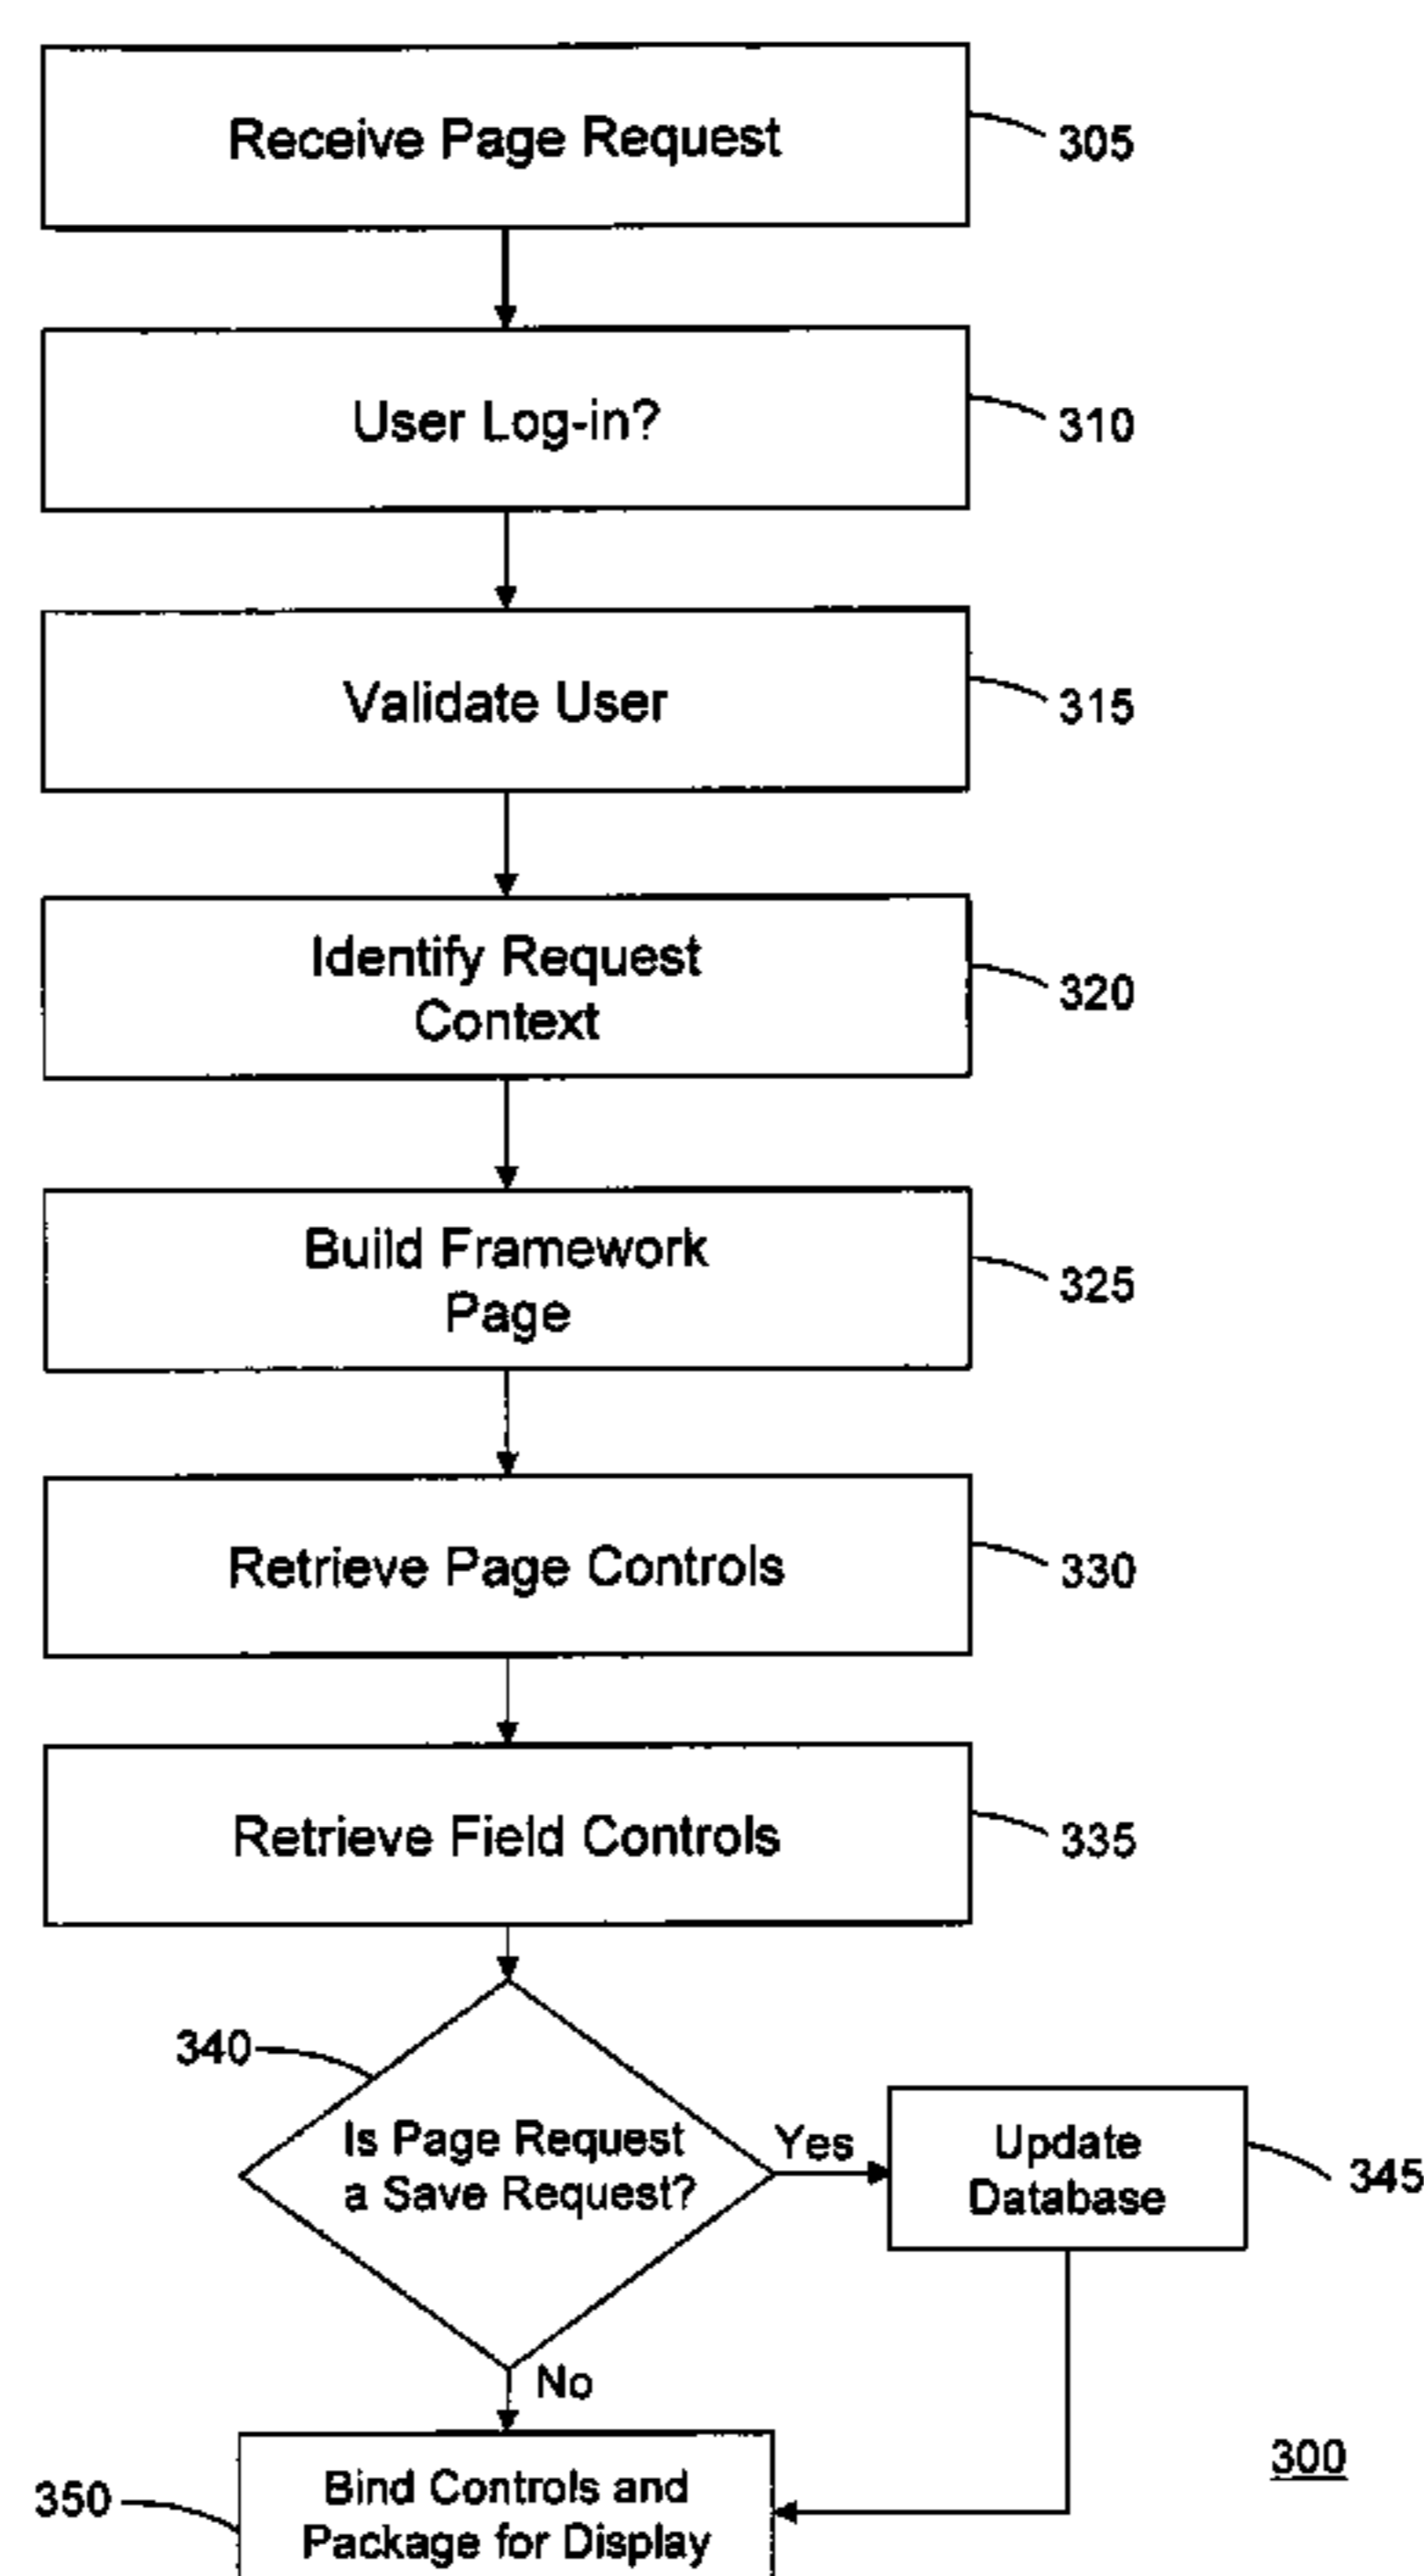 Receive Page Request
305
User Log-in?
310
Validate User
315
Identify Request
Context
320
Build Framework
Page
325
Retrieve Page Controls
330
Retrieve Field Controls
335
340
Is Page Request
a Save Request?
Yes
Update
Database
345
No
300
350
Bind Controls and
Package for Display